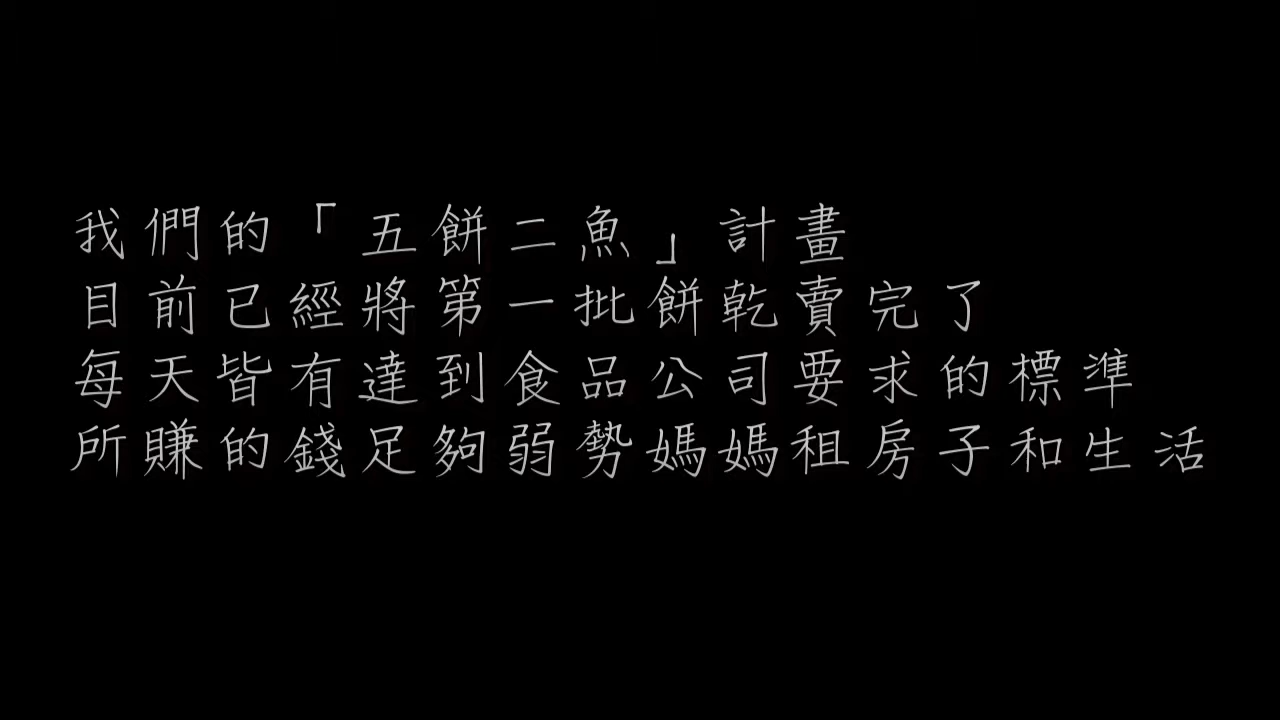 我們的「五餅二魚」計畫
目前已經將第一批餅乾賣完了
每天皆有達到食品公司要求的標準
所賺的錢足夠弱勢媽媽租房子和生活